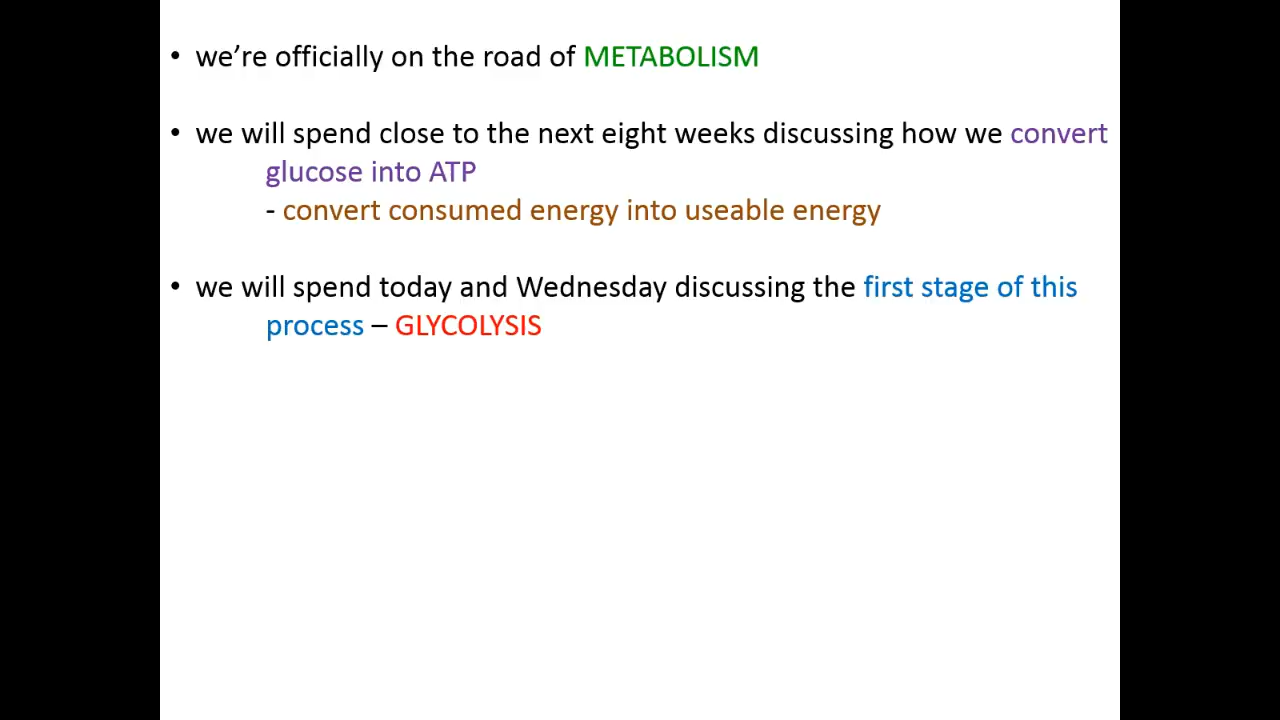 • we’re officially on the road of METABOLISM
• we will spend close to the next eight weeks discussing how we convert
glucose into ATP
- convert consumed energy into useable energy
• we will spend today and Wednesday discussing the first stage of this
process – GLYCOLYSIS